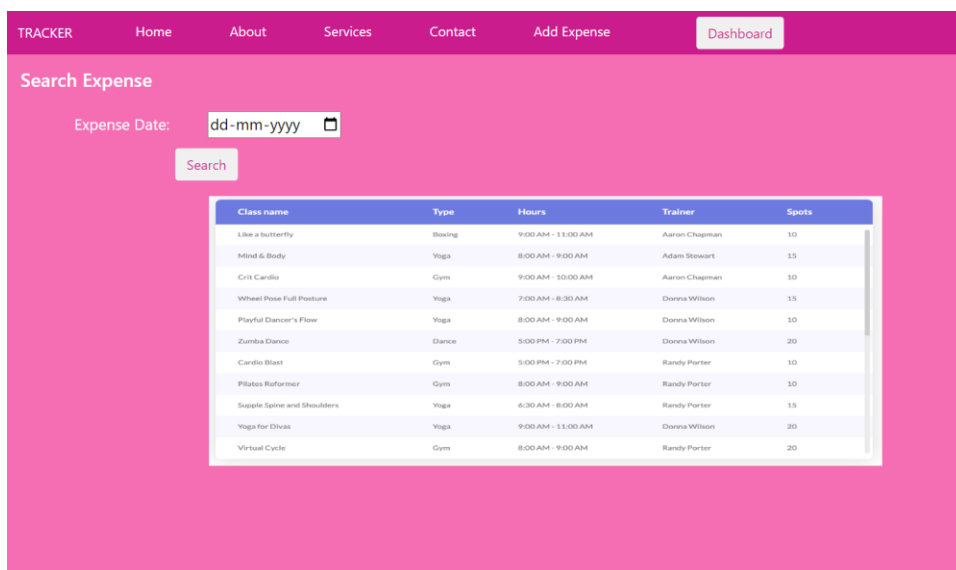 TRACKER Home About Services Contact Add Expense Dashboard
Search Expense
Expense Date: dd-mm-yyyy
Search
Class name Type Hours Trainer Spots
Like a butterfly Boxing 9:00 AM - 11:00 AM Aaron Chapman 10
Mind & Body Yoga 8:00 AM - 9:00 AM Adam Stewart 15
Crit Cardio Gym 9:00 AM - 10:00 AM Aaron Chapman 10
Wheel Pose Full Posture Yoga 7:00 AM - 8:30 AM Donna Wilson 15
Playful Dancer's Flow Yoga 8:00 AM - 9:00 AM Donna Wilson 10
Zumba Dance Dance 5:00 PM - 7:00 PM Donna Wilson 20
Cardio Blast Gym 5:00 PM - 7:00 PM Randy Porter 10
Pilates Reformer Gym 8:00 AM - 9:00 AM Randy Porter 10
Supple Spine and Shoulders Yoga 6:30 AM - 8:00 AM Randy Porter 15
Yoga for Divas Yoga 9:00 AM - 11:00 AM Donna Wilson 20
Virtual Cycle Gym 8:00 AM - 9:00 AM Randy Porter 20